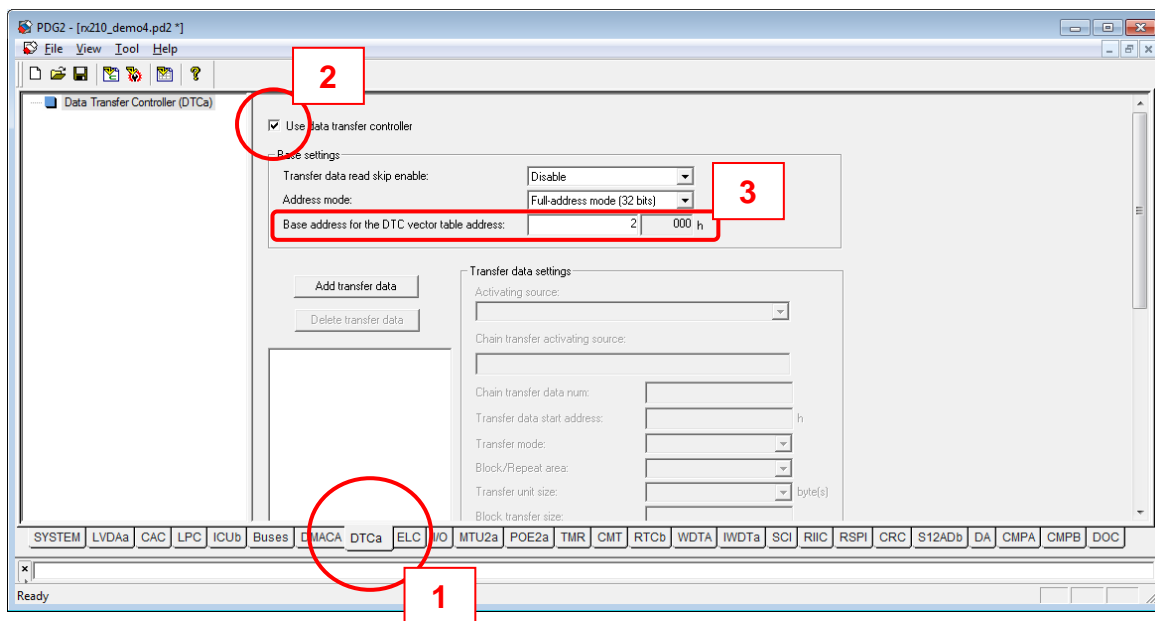 PDG2 - [rx210_demo4.pd2 *]
File View Tool Help
2
Data Transfer Controller (DTCa)
Use data transfer controller
Base settings
Transfer data read skip enable: Disable
Address mode: Full-address mode (32 bits)
3
Base address for the DTC vector table address: 2 000 h
Add transfer data
Delete transfer data
Transfer data settings
Activating source:
Chain transfer activating source:
Chain transfer data num:
Transfer data start address: h
Transfer mode:
Block/Repeat area:
Transfer unit size: byte(s)
Block transfer size:
SYSTEM LVDAa CAC LPC ICUb Buses DMACA DTCa ELC I/O MTU2a POE2a TMR CMT RTCb WDTA IWDTa SCI RIIC RSPI CRC S12ADb DA CMPA CMPB DOC
1
Ready